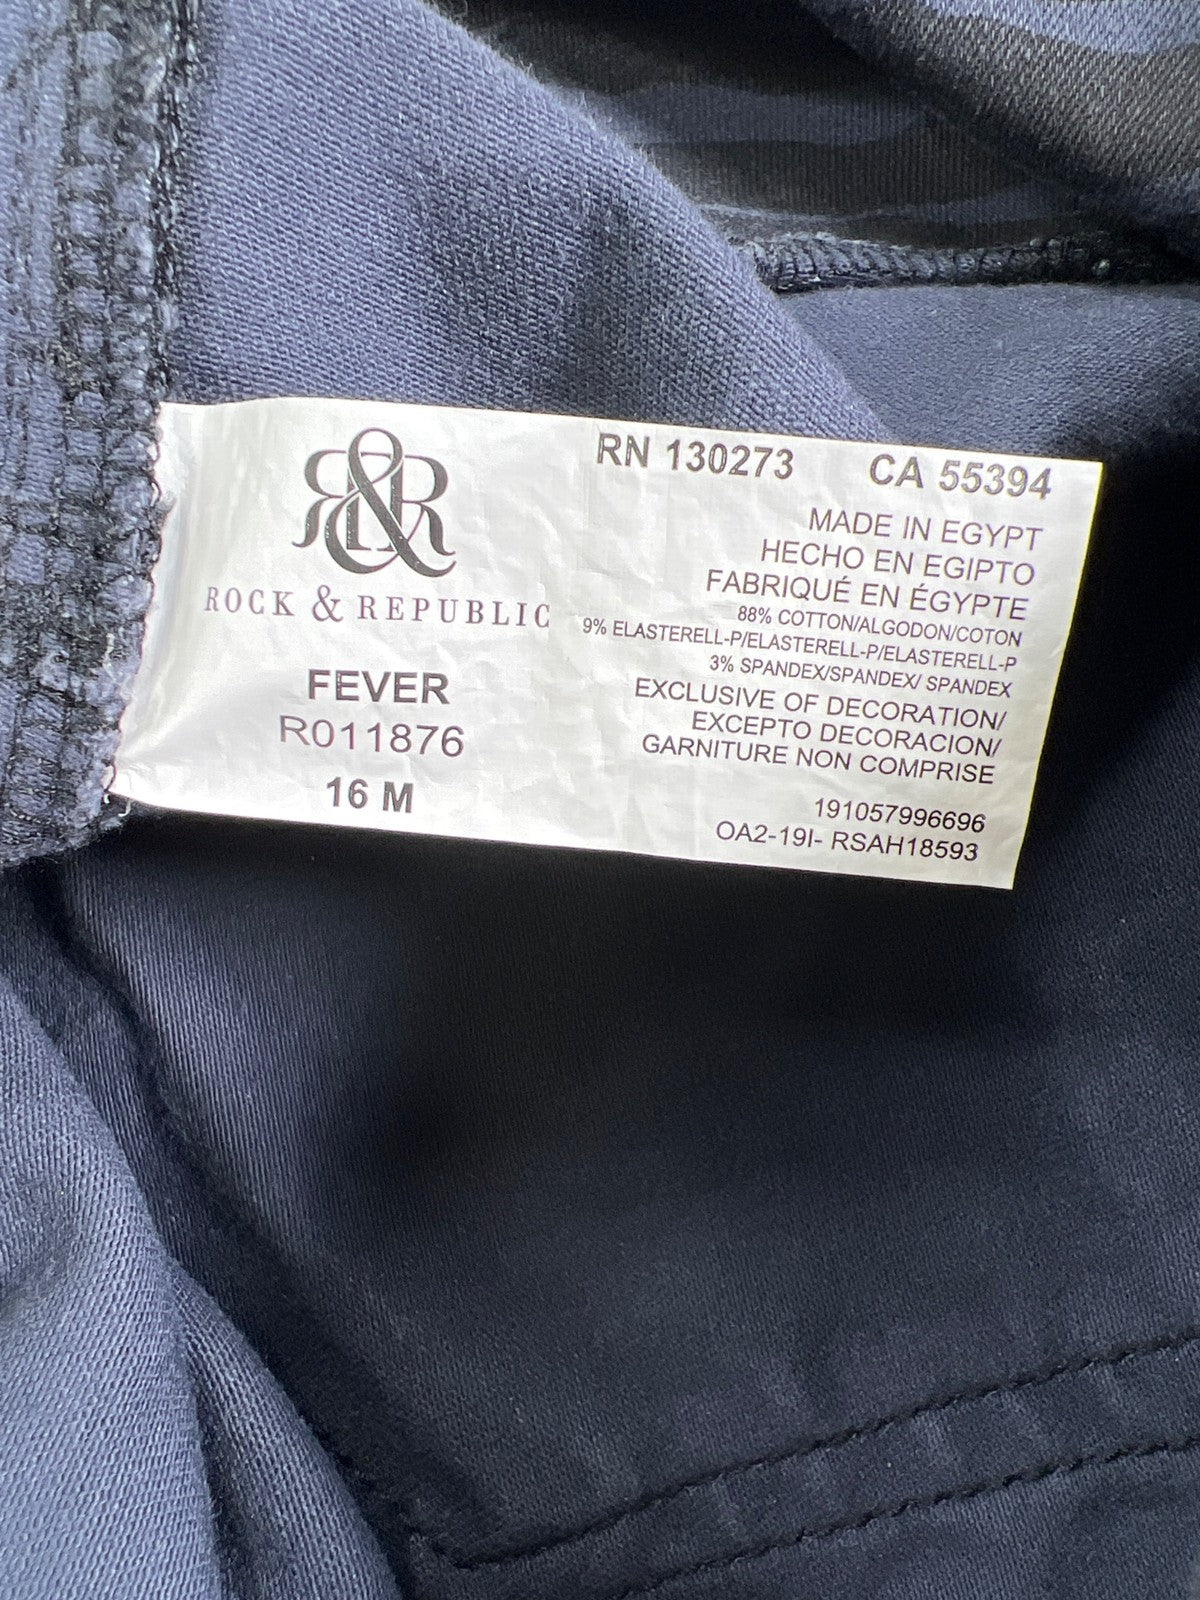 R&R
ROCK & REPUBLIC
FEVER
R011876
16 M
RN 130273 CA 55394
MADE IN EGYPT
HECHO EN EGIPTO
FABRIQUÉ EN ÉGYPTE
88% COTTON/ALGODON/COTON
9% ELASTERELL-P/ELASTERELL-P/ELASTERELL-P
3% SPANDEX/SPANDEX/ SPANDEX
EXCLUSIVE OF DECORATION/
EXCEPTO DECORACION/
GARNITURE NON COMPRISE
191057996696
OA2-19I- RSAH18593